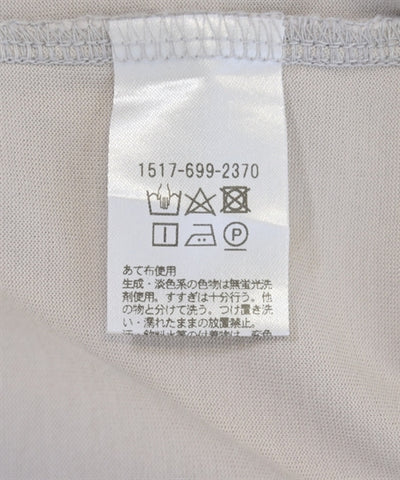 1517-699-2370
あて布使用
生成・淡色系の色物は無蛍光洗
剤使用。すすぎは十分行う。他
の物と分けて洗う。つけ置き洗
い・濡れたままの放置禁止。